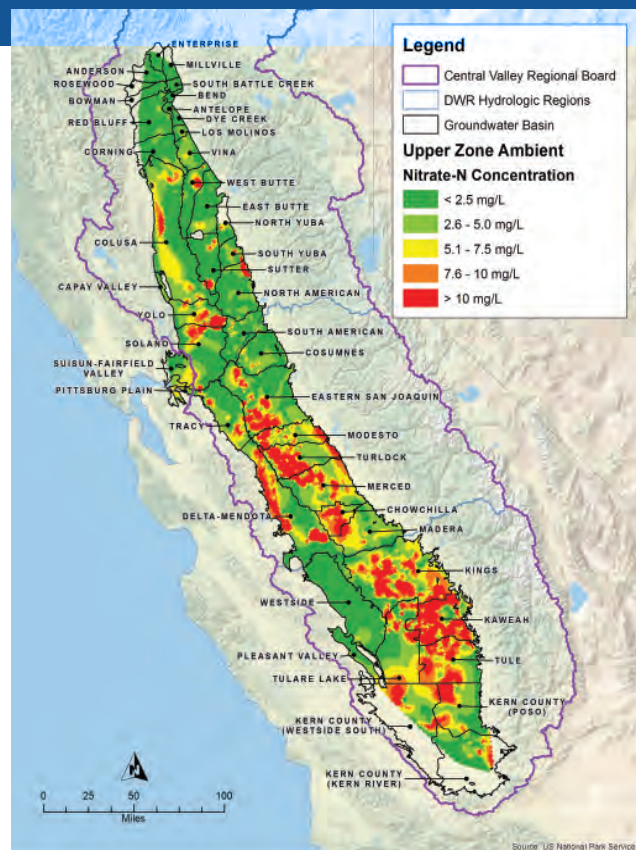 Legend
Central Valley Regional Board
DWR Hydrologic Regions
Groundwater Basin
Upper Zone Ambient
Nitrate-N Concentration
< 2.5 mg/L
2.6 - 5.0 mg/L
5.1 - 7.5 mg/L
7.6 - 10 mg/L
> 10 mg/L
ENTERPRISE
ANDERSON
MILLVILLE
ROSEWOOD
SOUTH BATTLE CREEK
BEND
BOWMAN
ANTELOPE
DYE CREEK
RED BLUFF
LOS MOLINOS
CORNING
VINA
WEST BUTTE
EAST BUTTE
NORTH YUBA
COLUSA
SOUTH YUBA
SUTTER
CAPAY VALLEY
NORTH AMERICAN
YOLO
SOUTH AMERICAN
SOLANO
COSUMNES
SUISUN-FAIRFIELD
VALLEY
PITTSBURG PLAIN
EASTERN SAN JOAQUIN
TRACY
MODESTO
TURLOCK
MERCED
DELTA-MENDOTA
CHOWCHILLA
MADERA
KINGS
WESTSIDE
KAWEAH
PLEASANT VALLEY
TULE
TULARE LAKE
KERN COUNTY
(POSO)
KERN COUNTY
(WESTSIDE SOUTH)
KERN COUNTY
(KERN RIVER)
N
0 25 50 100
Miles
Source: US National Park Service